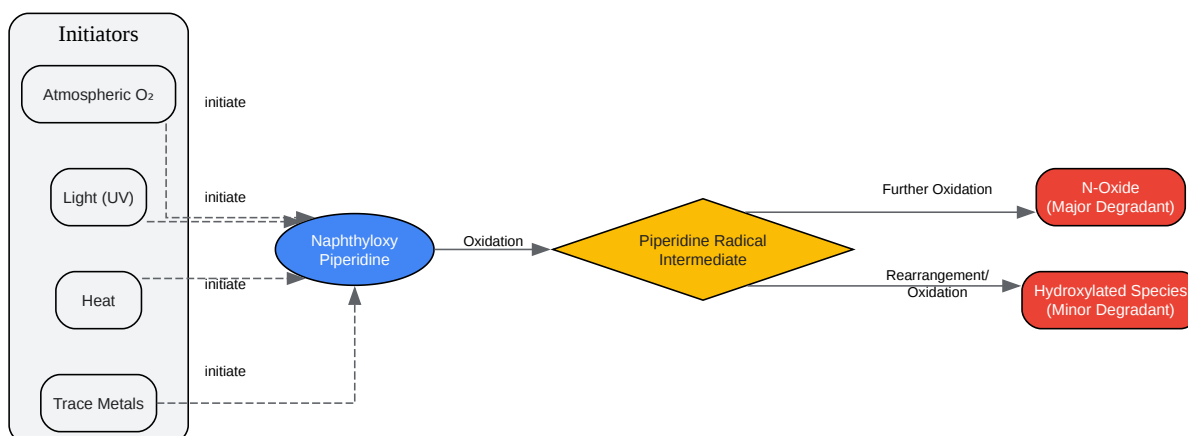 Initiators
Atmospheric O₂
initiate
Light (UV)
initiate
Heat
initiate
Trace Metals
initiate
Naphthyloxy
Piperidine
Oxidation
Piperidine Radical
Intermediate
Further Oxidation
N-Oxide
(Major Degradant)
Rearrangement/
Oxidation
Hydroxylated Species
(Minor Degradant)